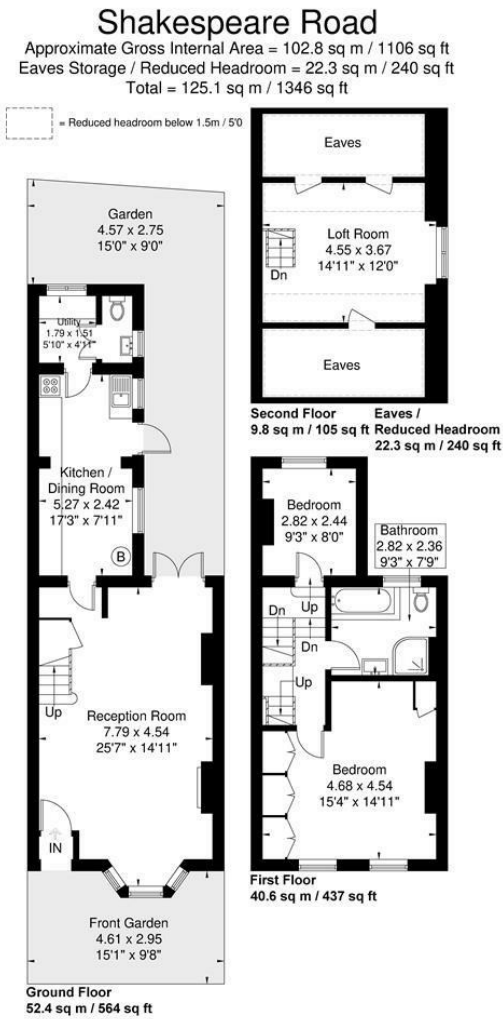 Shakespeare Road
Approximate Gross Internal Area = 102.8 sq m / 1106 sq ft
Eaves Storage / Reduced Headroom = 22.3 sq m / 240 sq ft
Total = 125.1 sq m / 1346 sq ft
= Reduced headroom below 1.5m / 5'0
Garden
4.57 x 2.75
15'0" x 9'0"
Utility
1.79 x 1.51
5'10" x 4'11"
Kitchen /
Dining Room
5.27 x 2.42
17'3" x 7'11"
B
Up
Reception Room
7.79 x 4.54
25'7" x 14'11"
IN
Front Garden
4.61 x 2.95
15'1" x 9'8"
Ground Floor
52.4 sq m / 564 sq ft
Eaves
Loft Room
4.55 x 3.67
14'11" x 12'0"
Dn
Eaves
Second Floor
9.8 sq m / 105 sq ft
Eaves /
Reduced Headroom
22.3 sq m / 240 sq ft
Bedroom
2.82 x 2.44
9'3" x 8'0"
Bathroom
2.82 x 2.36
9'3" x 7'9"
Dn
Up
Dn
Up
Bedroom
4.68 x 4.54
15'4" x 14'11"
First Floor
40.6 sq m / 437 sq ft